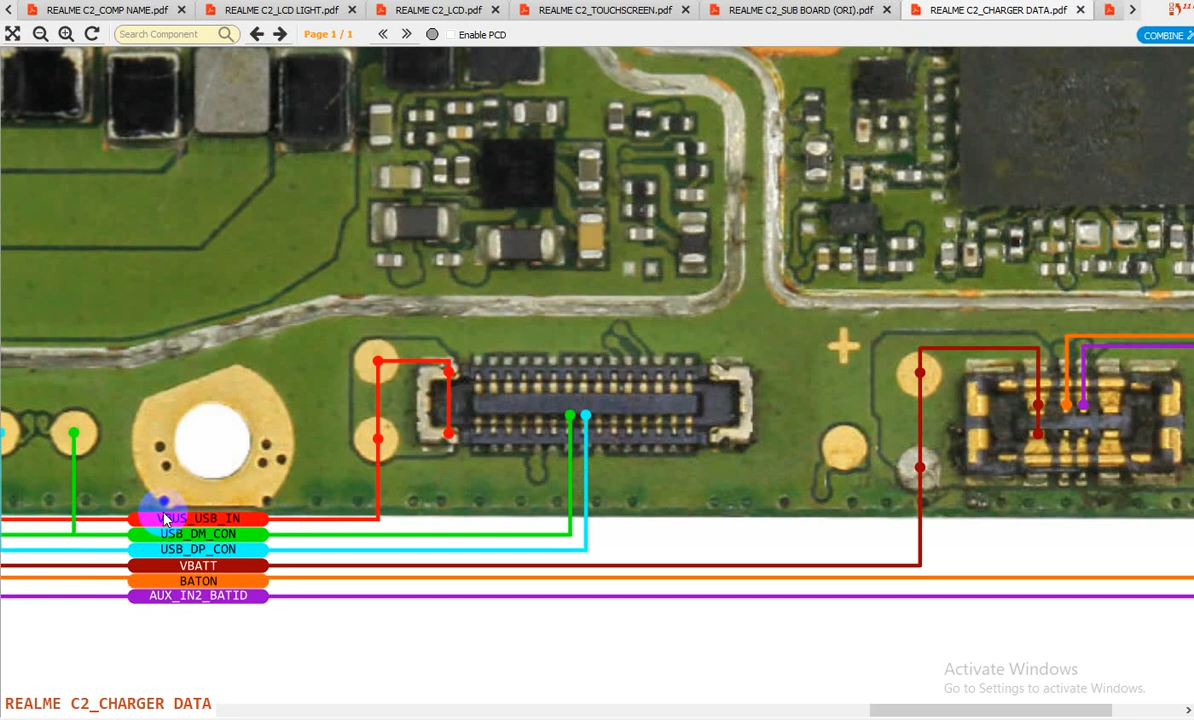 REALME C2_COMP NAME.pdf REALME C2_LCD LIGHT.pdf REALME C2_LCD.pdf REALME C2_TOUCHSCREEN.pdf REALME C2_SUB BOARD (ORI).pdf REALME C2_CHARGER DATA.pdf
Search Component Page 1 / 1 Enable PCD COMBINE
VBUS_USB_IN
USB_DM_CON
USB_DP_CON
VBATT
BATON
AUX_IN2_BATID
Activate Windows
Go to Settings to activate Windows.
REALME C2_CHARGER DATA